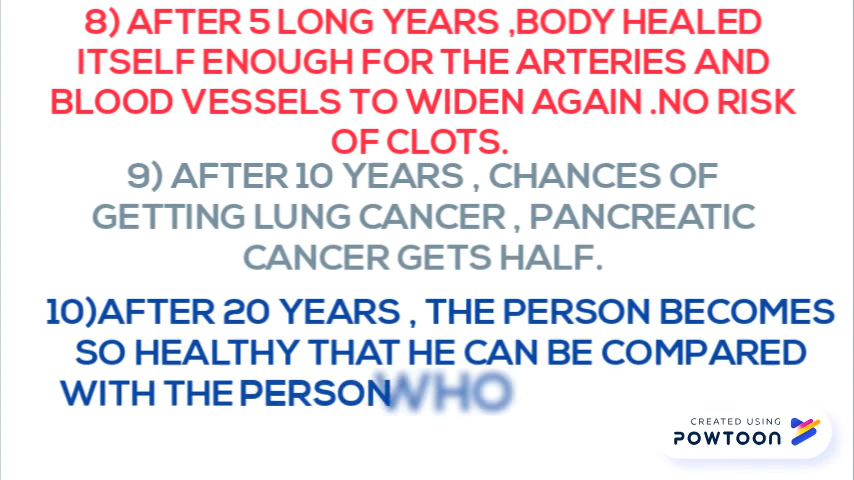 8) AFTER 5 LONG YEARS ,BODY HEALED
ITSELF ENOUGH FOR THE ARTERIES AND
BLOOD VESSELS TO WIDEN AGAIN .NO RISK
OF CLOTS.
9) AFTER 10 YEARS , CHANCES OF
GETTING LUNG CANCER , PANCREATIC
CANCER GETS HALF.
10)AFTER 20 YEARS , THE PERSON BECOMES
SO HEALTHY THAT HE CAN BE COMPARED
WITH THE PERSON WHO
CREATED USING
POWTOON